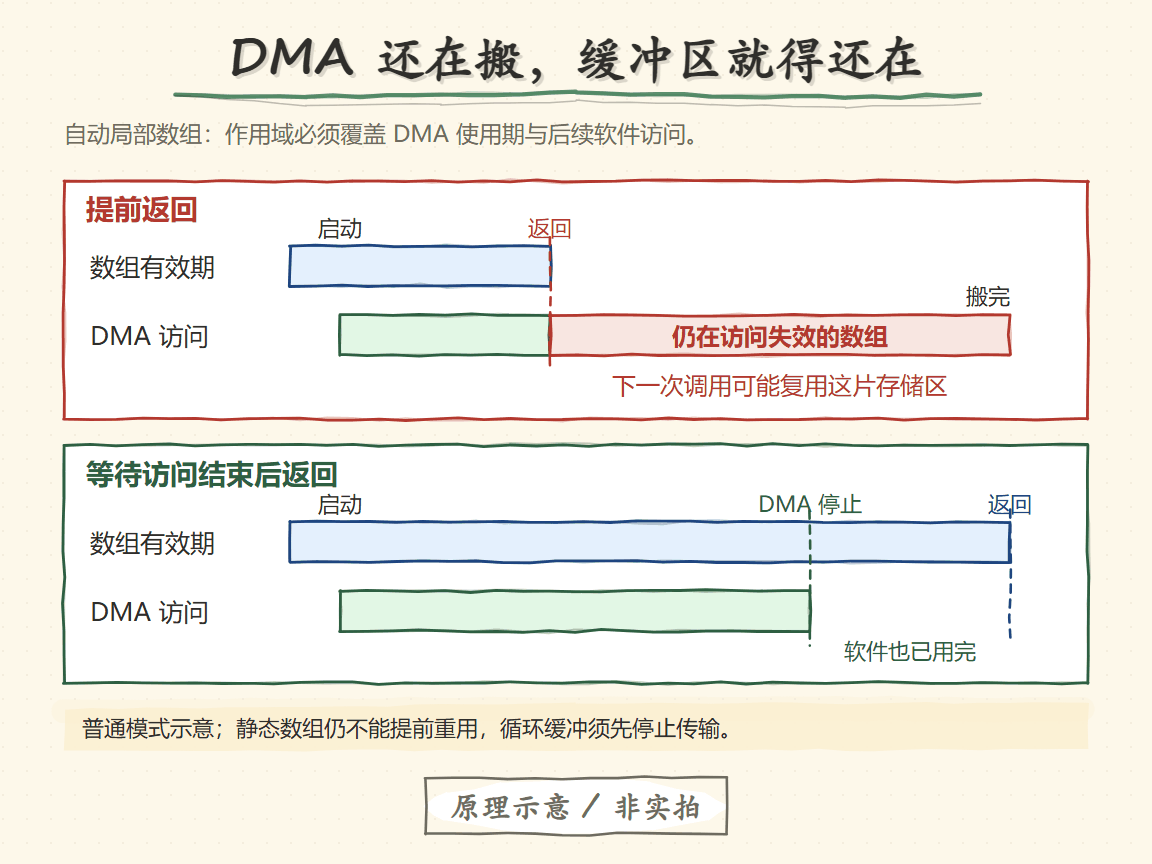 DMA 还在搬，缓冲区就得还在
自动局部数组：作用域必须覆盖 DMA 使用期与后续软件访问。
提前返回
启动
返回
数组有效期
搬完
DMA 访问
仍在访问失效的数组
下一次调用可能复用这片存储区
等待访问结束后返回
启动
DMA 停止
返回
数组有效期
DMA 访问
软件也已用完
普通模式示意；静态数组仍不能提前重用，循环缓冲须先停止传输。
原理示意 / 非实拍